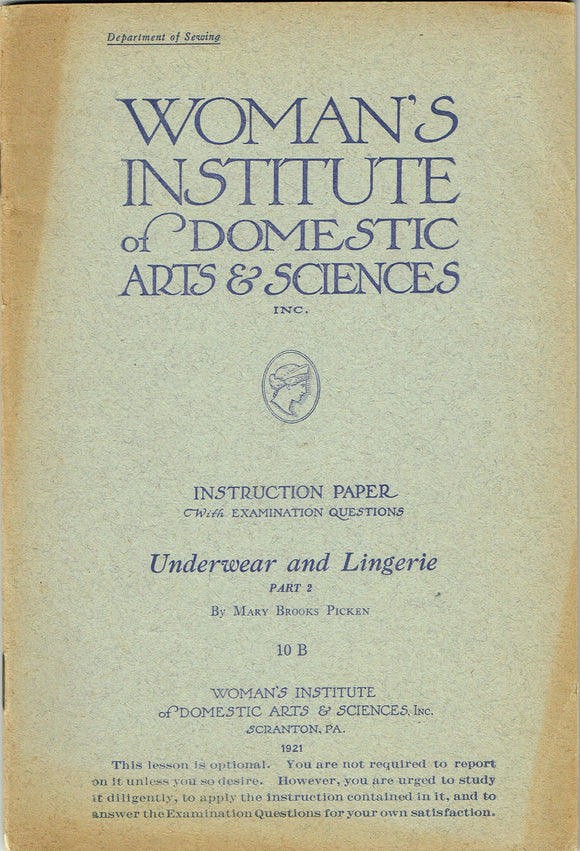 Department of Sewing
WOMAN'S
INSTITUTE
of DOMESTIC
ARTS & SCIENCES
INC.
INSTRUCTION PAPER
With EXAMINATION QUESTIONS
Underwear and Lingerie
PART 2
By MARY BROOKS PICKEN
10 B
WOMAN'S INSTITUTE
of DOMESTIC ARTS & SCIENCES, INC.
SCRANTON, PA.
1921
This lesson is optional. You are not required to report
on it unless you so desire. However, you are urged to study
it diligently, to apply the instruction contained in it, and to
answer the Examination Questions for your own satisfaction.